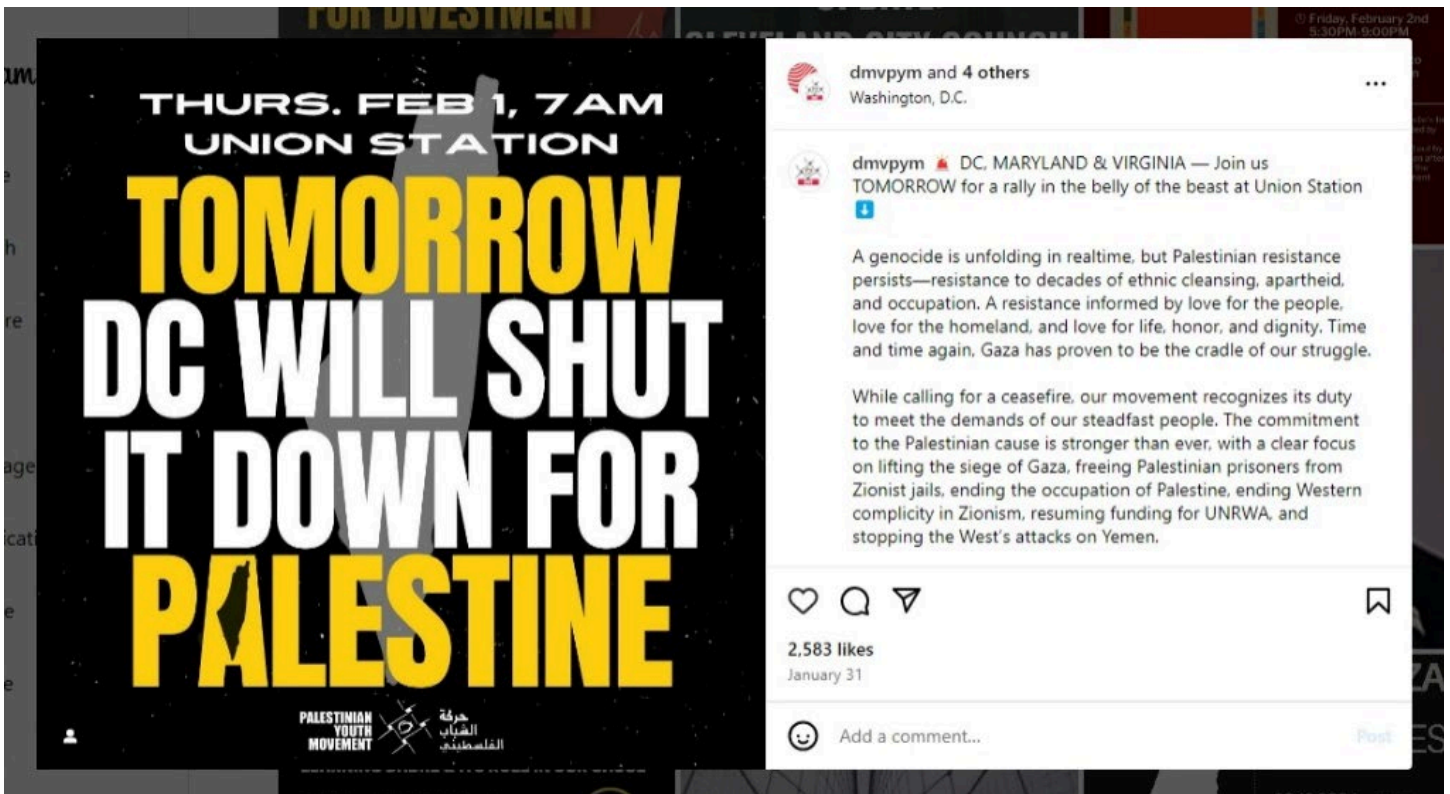 FOR DIVESTMENT
Friday, February 2nd
5:30PM-9:00PM
THURS. FEB 1, 7AM
UNION STATION
TOMORROW
DC WILL SHUT
IT DOWN FOR
PALESTINE
PALESTINIAN
YOUTH
MOVEMENT
حركة
الشباب
الفلسطيني
dmvpym and 4 others
Washington, D.C.
dmvpym 🚨 DC, MARYLAND & VIRGINIA — Join us
TOMORROW for a rally in the belly of the beast at Union Station
⬇️
A genocide is unfolding in realtime, but Palestinian resistance
persists—resistance to decades of ethnic cleansing, apartheid,
and occupation. A resistance informed by love for the people,
love for the homeland, and love for life, honor, and dignity. Time
and time again, Gaza has proven to be the cradle of our struggle.
While calling for a ceasefire, our movement recognizes its duty
to meet the demands of our steadfast people. The commitment
to the Palestinian cause is stronger than ever, with a clear focus
on lifting the siege of Gaza, freeing Palestinian prisoners from
Zionist jails, ending the occupation of Palestine, ending Western
complicity in Zionism, resuming funding for UNRWA, and
stopping the West's attacks on Yemen.
2,583 likes
January 31
Add a comment...
Post